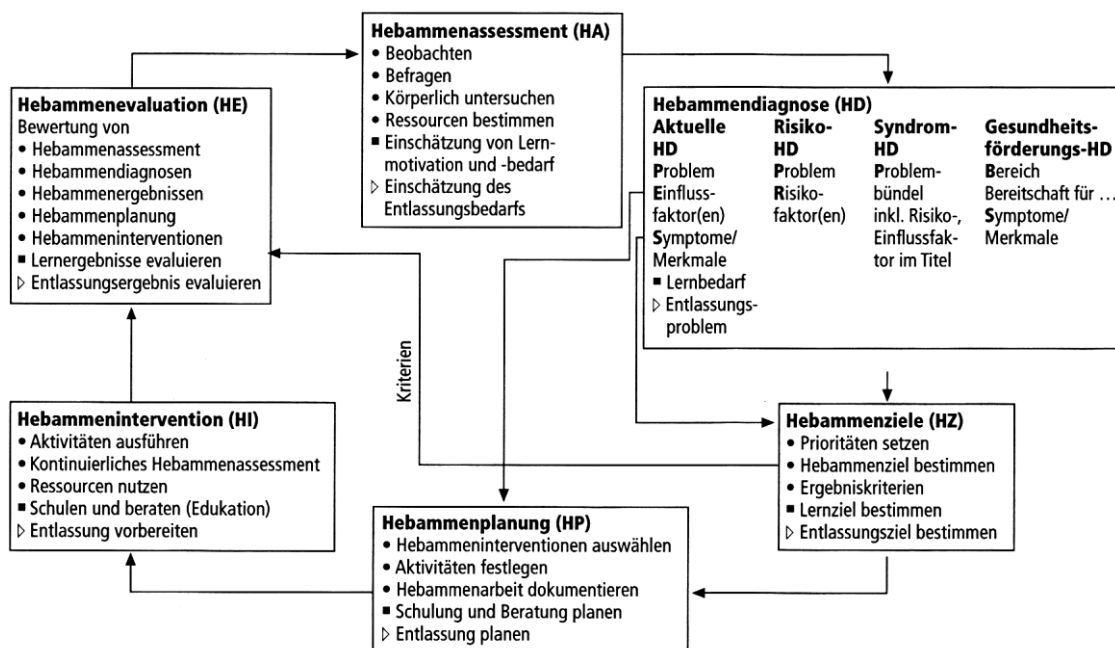 Hebammenassessment (HA)
• Beobachten
• Befragen
• Körperlich untersuchen
• Ressourcen bestimmen
■ Einschätzung von Lern-
motivation und -bedarf
▷ Einschätzung des
Entlassungsbedarfs
Hebammenevaluation (HE)
Bewertung von
• Hebammenassessment
• Hebammendiagnosen
• Hebammenergebnissen
• Hebammenplanung
• Hebammeninterventionen
■ Lernergebnisse evaluieren
▷ Entlassungsergebnis evaluieren
Hebammendiagnose (HD)
Aktuelle
HD
Problem
Einfluss-
faktor(en)
Symptome/
Merkmale
■ Lernbedarf
▷ Entlassungs-
problem
Risiko-
HD
Problem
Risiko-
faktor(en)
Syndrom-
HD
Problem-
bündel
inkl. Risiko-,
Einflussfak-
tor im Titel
Gesundheits-
förderungs-HD
Bereich
Bereitschaft für ...
Symptome/
Merkmale
Kriterien
Hebammenintervention (HI)
• Aktivitäten ausführen
• Kontinuierliches Hebammenassessment
• Ressourcen nutzen
■ Schulen und beraten (Edukation)
▷ Entlassung vorbereiten
Hebammenziele (HZ)
• Prioritäten setzen
• Hebammenziel bestimmen
• Ergebniskriterien
■ Lernziel bestimmen
▷ Entlassungsziel bestimmen
Hebammenplanung (HP)
• Hebammeninterventionen auswählen
• Aktivitäten festlegen
• Hebammenarbeit dokumentieren
■ Schulung und Beratung planen
▷ Entlassung planen